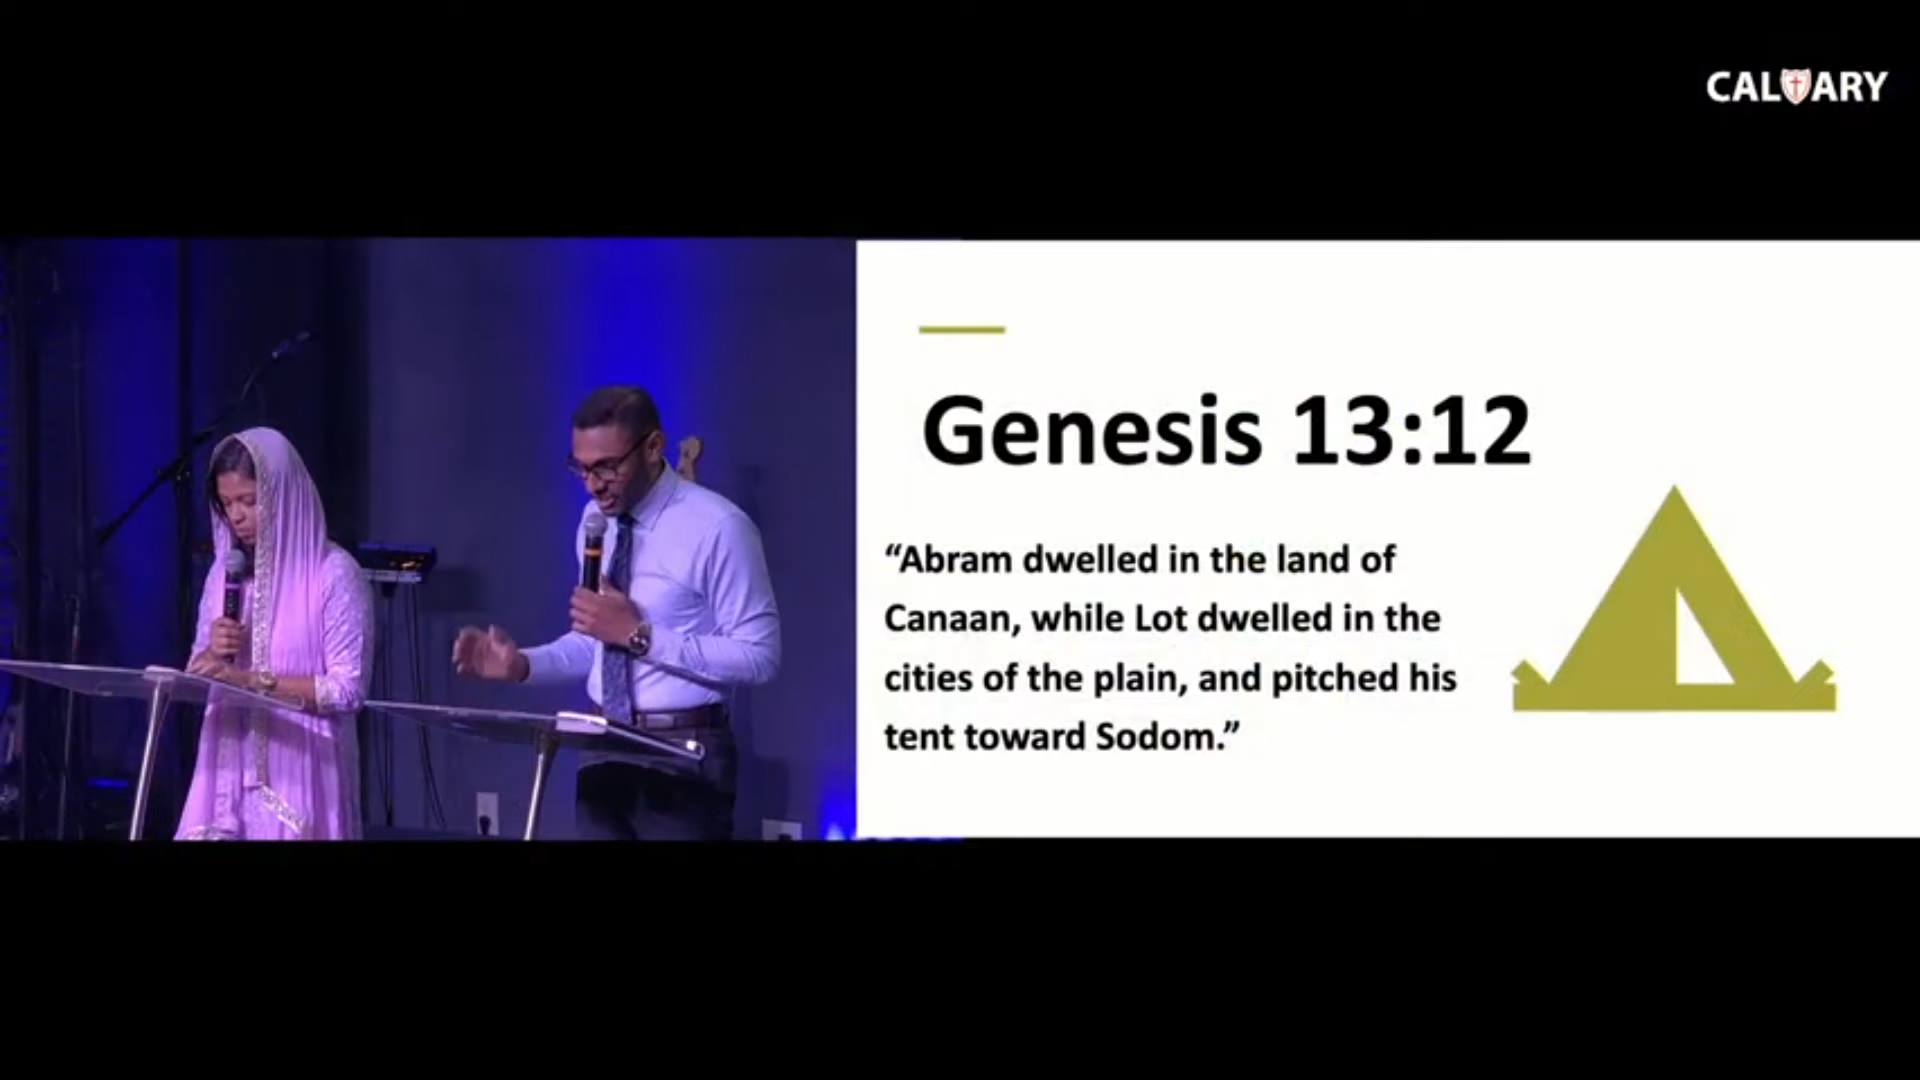 CALVARY
Genesis 13:12
“Abram dwelled in the land of
Canaan, while Lot dwelled in the
cities of the plain, and pitched his
tent toward Sodom.”